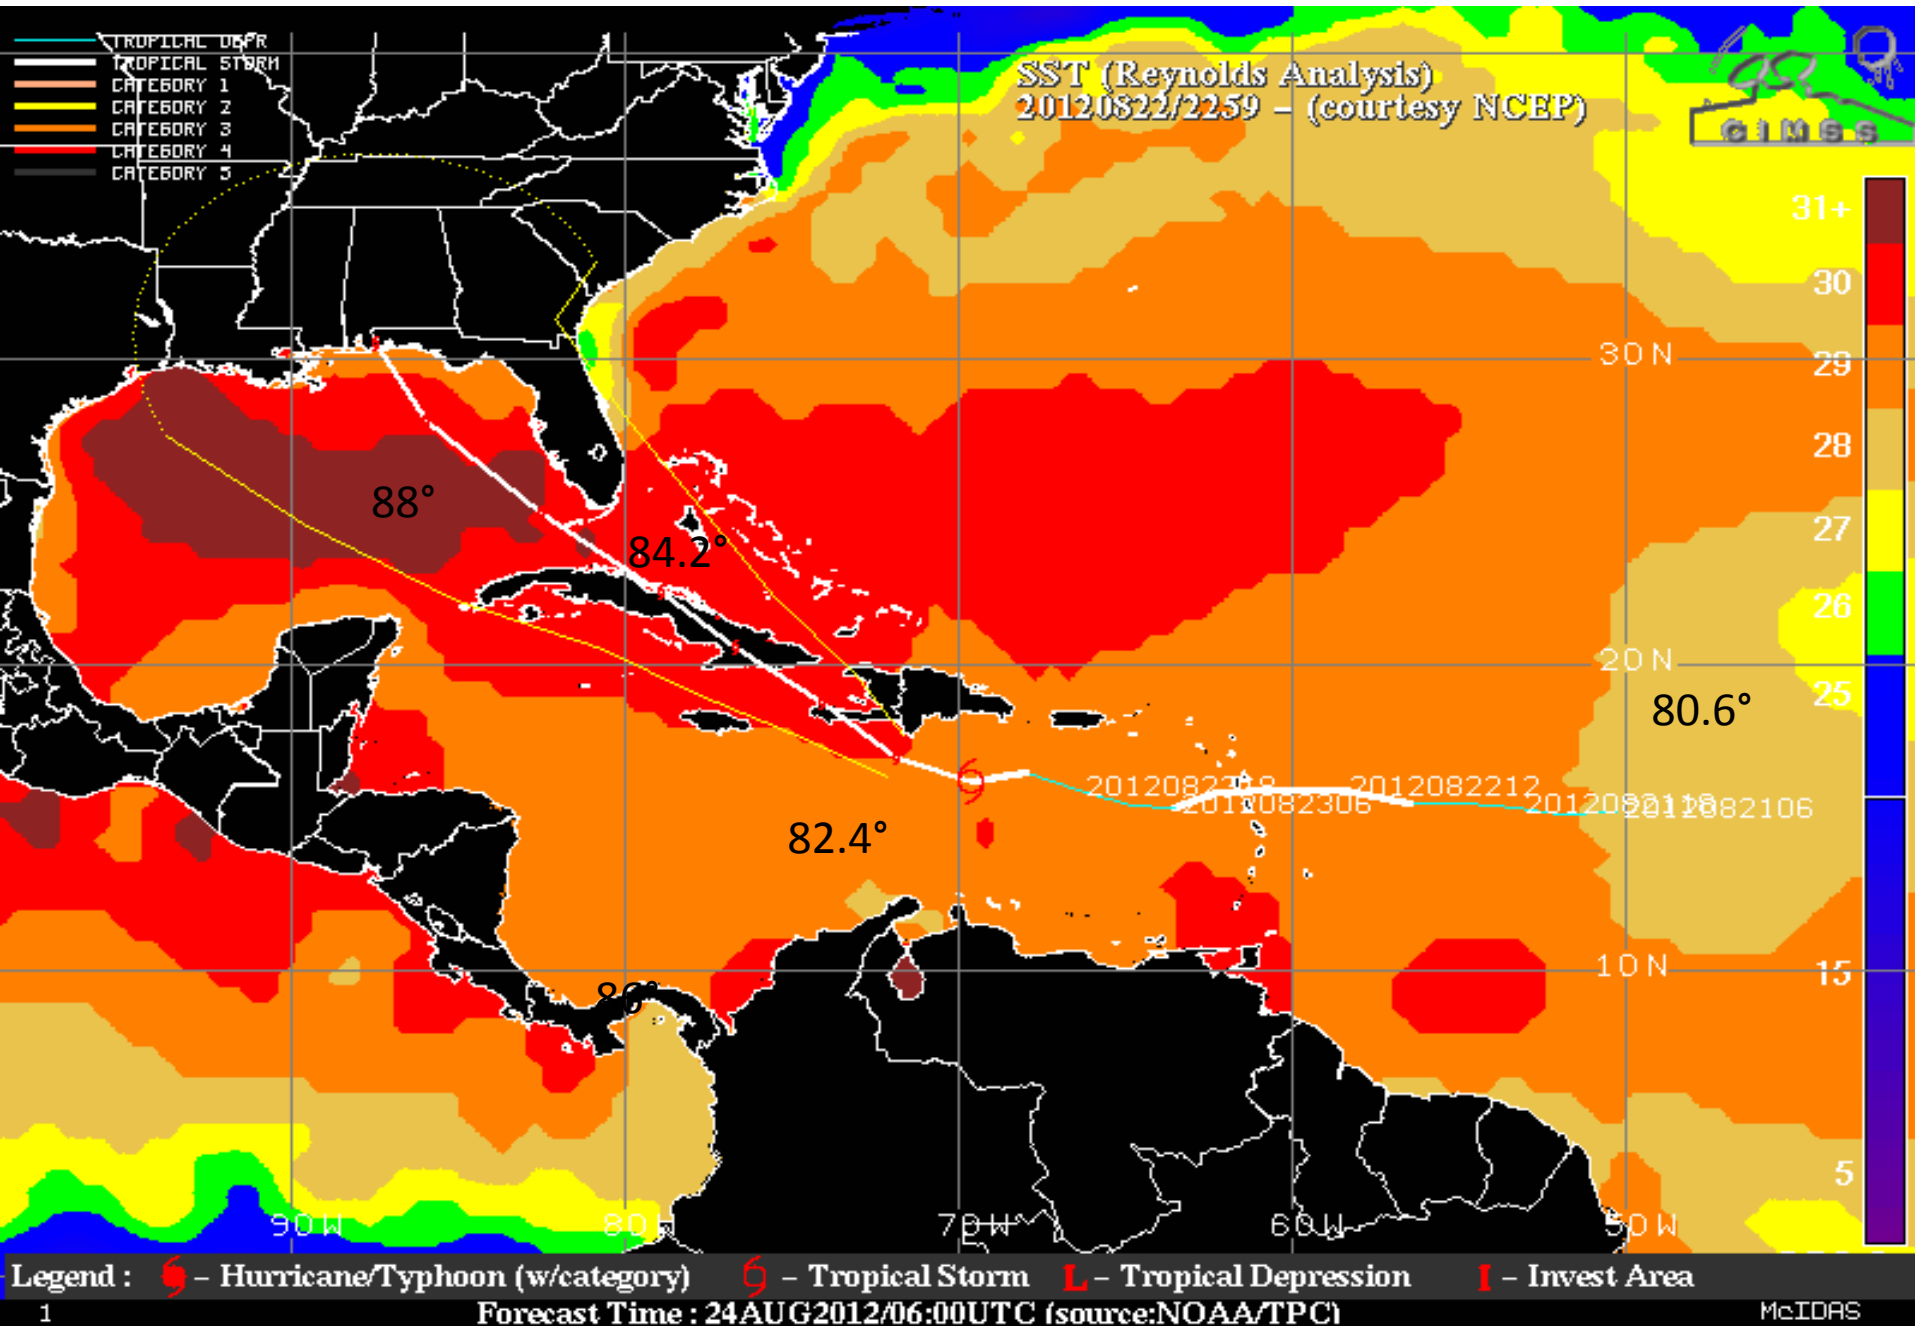 TROPICAL DEPR
TROPICAL STORM
CATEGORY 1
CATEGORY 2
CATEGORY 3
CATEGORY 4
CATEGORY 5
SST (Reynolds Analysis)
20120822/2259 – (courtesy NCEP)
CIMSS
31+
30
30N
29
28
88°
27
84.2°
26
20N
25
80.6°
2012082218
2012082212
2012082306
2012082106
82.4°
10N
15
86°
5
90W
80W
70W
60W
50W
Legend : – Hurricane/Typhoon (w/category) – Tropical Storm L – Tropical Depression I – Invest Area
1
Forecast Time : 24AUG2012/06:00UTC (source:NOAA/TPC)
McIDAS